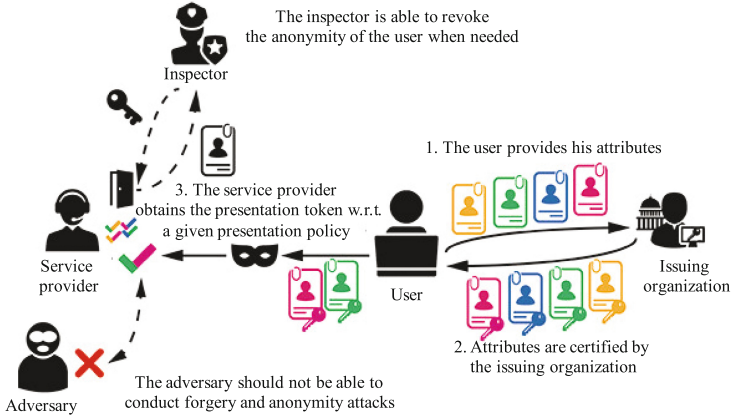 The inspector is able to revoke
the anonymity of the user when needed
Inspector
1. The user provides his attributes
3. The service provider
obtains the presentation token w.r.t.
a given presentation policy
Service
provider
User
Issuing
organization
2. Attributes are certified by
the issuing organization
The adversary should not be able to
conduct forgery and anonymity attacks
Adversary